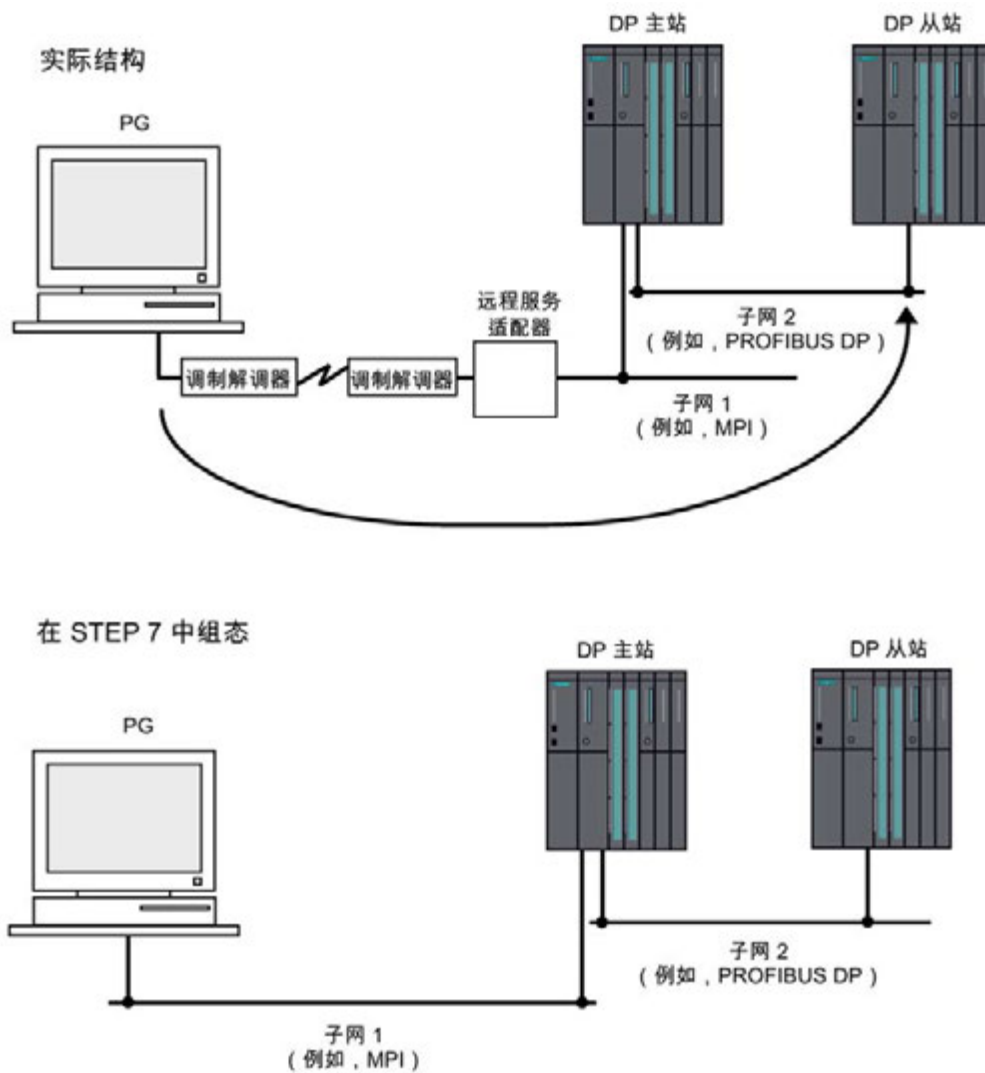 实际结构
DP 主站
DP 从站
PG
远程服务
适配器
调制解调器
调制解调器
子网 2
( 例如，PROFIBUS DP )
子网 1
( 例如，MPI )
在 STEP 7 中组态
DP 主站
DP 从站
PG
子网 2
( 例如，PROFIBUS DP )
子网 1
( 例如，MPI )